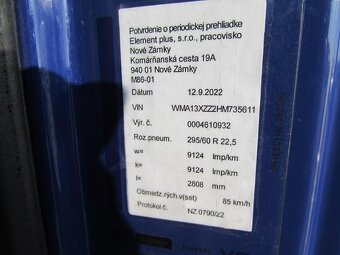 Potvrdenie o periodickej prehliadke
Element plus, s.r.o., pracovisko
Nové Zámky
Komárňanská cesta 19A
940 01 Nové Zámky
M86-01
Dátum 12.9.2022
VIN WMA13XZZ2HM735611
Výr. č. 0004610932
Roz.pneum. 295/60 R 22,5
w= 9124 Imp/km
k= 9124 Imp/km
l= 2808 mm
Obmedz.rých.v(set) 85 km/h
Protokol č. NZ 0790/22